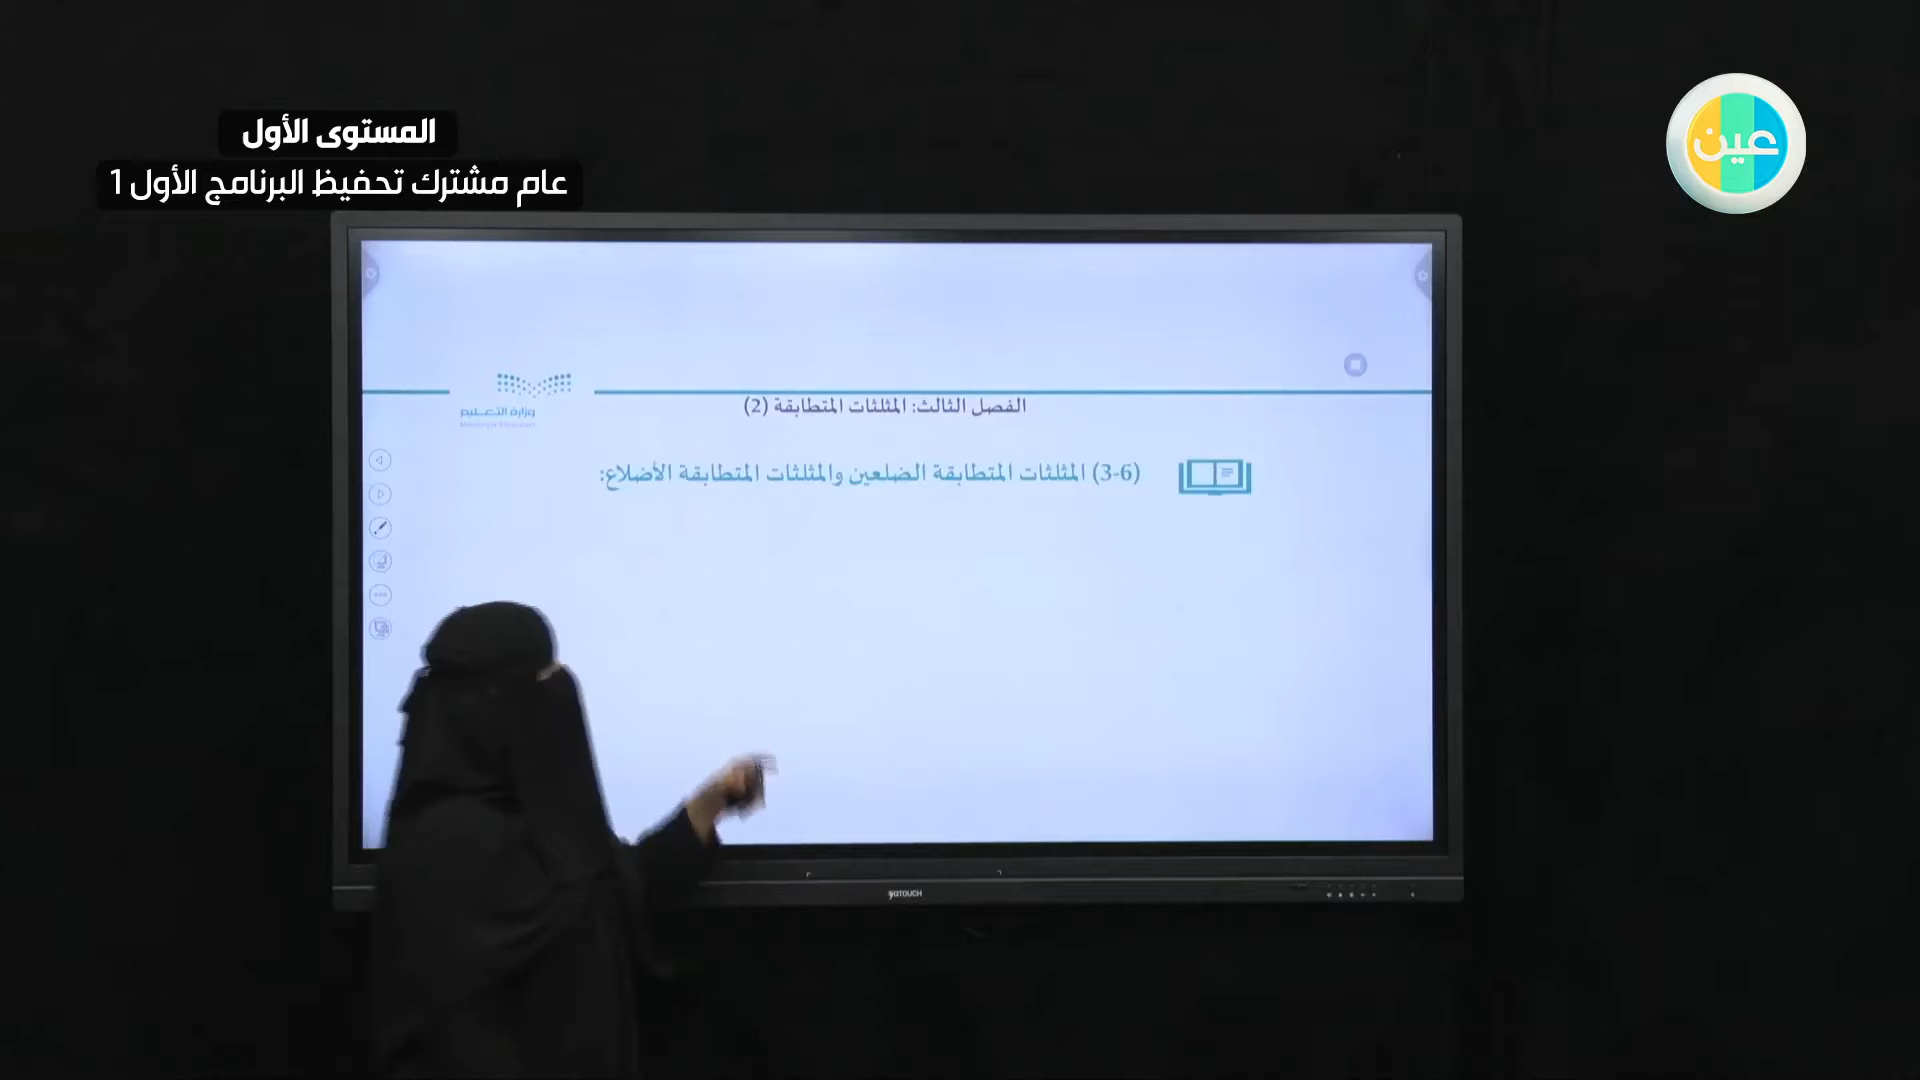 المستوى الأول
عام مشترك تحفيظ البرنامج الأول 1
عين
وزارة التعليم
الفصل الثالث: المثلثات المتطابقة (2)
(3-6) المثلثات المتطابقة الضلعين والمثلثات المتطابقة الأضلاع: